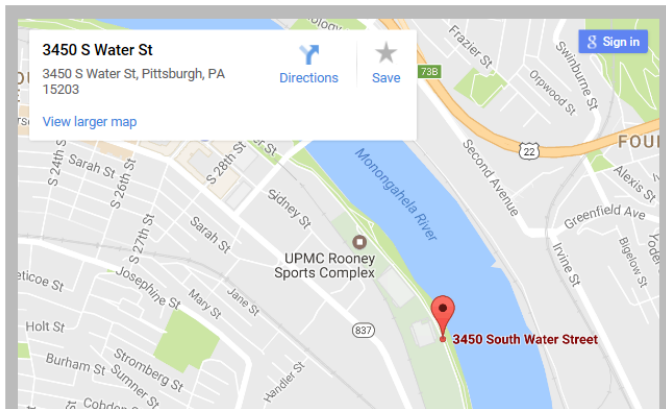 3450 S Water St
3450 S Water St, Pittsburgh, PA
15203
Directions
Save
View larger map
8 Sign in
Frazier St
Swinburne St
Orpwood St
73B
22
Second Avenue
Alexis St
Greenfield Ave
Bigelow St
Irvine St
Monongahela River
S 24th St
Sarah St
S 26th St
S 28th St
S 27th St
Sidney St
Sarah St
UPMC Rooney
Sports Complex
Josephine St
Mary St
Jane St
837
3450 South Water Street
Holt St
Burham St
Stromberg St
Sumner St
Handler St